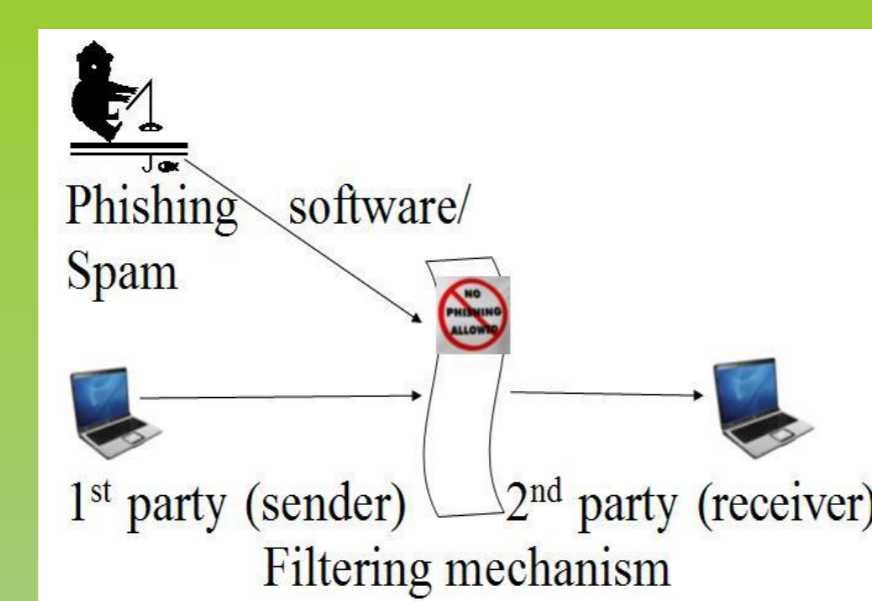 Phishing software/
Spam
NO
PHISHING
ALLOWED
1st party (sender) 2nd party (receiver)
Filtering mechanism